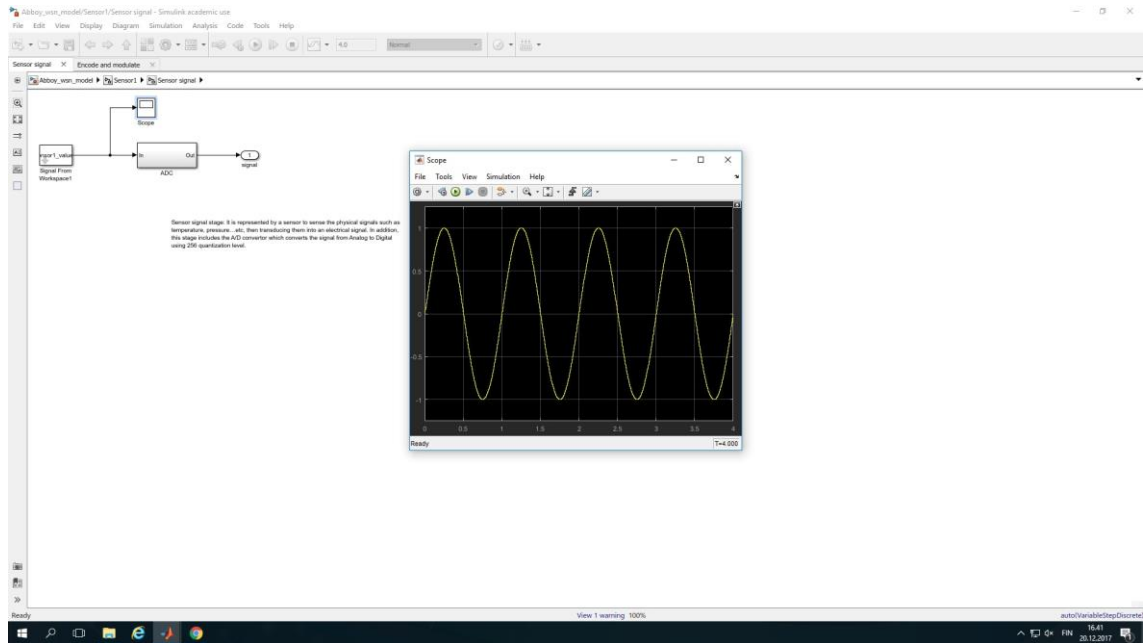 Abboy_wsn_model/Sensor1/Sensor signal - Simulink academic use
File Edit View Display Diagram Simulation Analysis Code Tools Help
4.0 Normal
Sensor signal × Encode and modulate ×
Abboy_wsn_model Sensor1 Sensor signal
Scope
nsor1_value
Signal From
Workspace1
In Out
ADC
1
signal
Sensor signal stage: it is represented by a sensor to sense the physical signals such as
temperature, pressure...etc, then transducing them into an electrical signal. In addition,
this stage includes the A/D convertor which converts the signal from Analog to Digital
using 256 quantization level.
Scope
File Tools View Simulation Help
1
0.5
0
-0.5
-1
0 0.5 1 1.5 2 2.5 3 3.5 4
Ready T=4.000
Ready View 1 warning 100% auto(VariableStepDiscrete)
FIN 16.41
20.12.2017